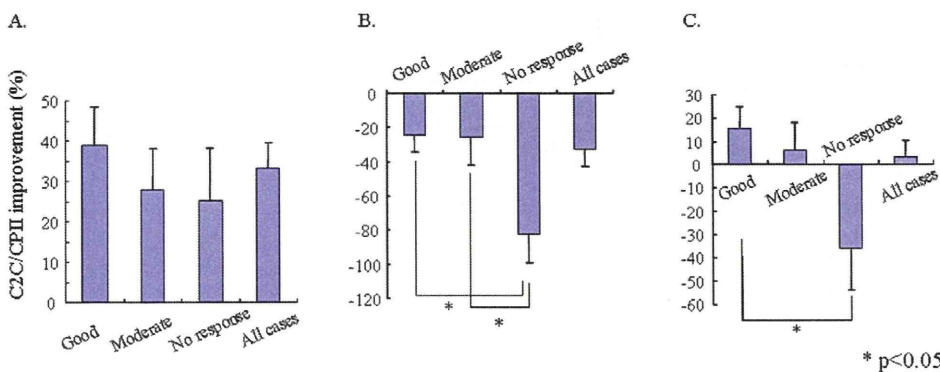 A.
C2C/CPII improvement (%)
50
40
30
20
10
0
Good
Moderate
No response
All cases
B.
Good
Moderate
No response
All cases
0
-20
-40
-60
-80
-100
-120
*
*
C.
30
20
10
0
-10
-20
-30
-40
-50
-60
Good
Moderate
No response
All cases
*
* p<0.05